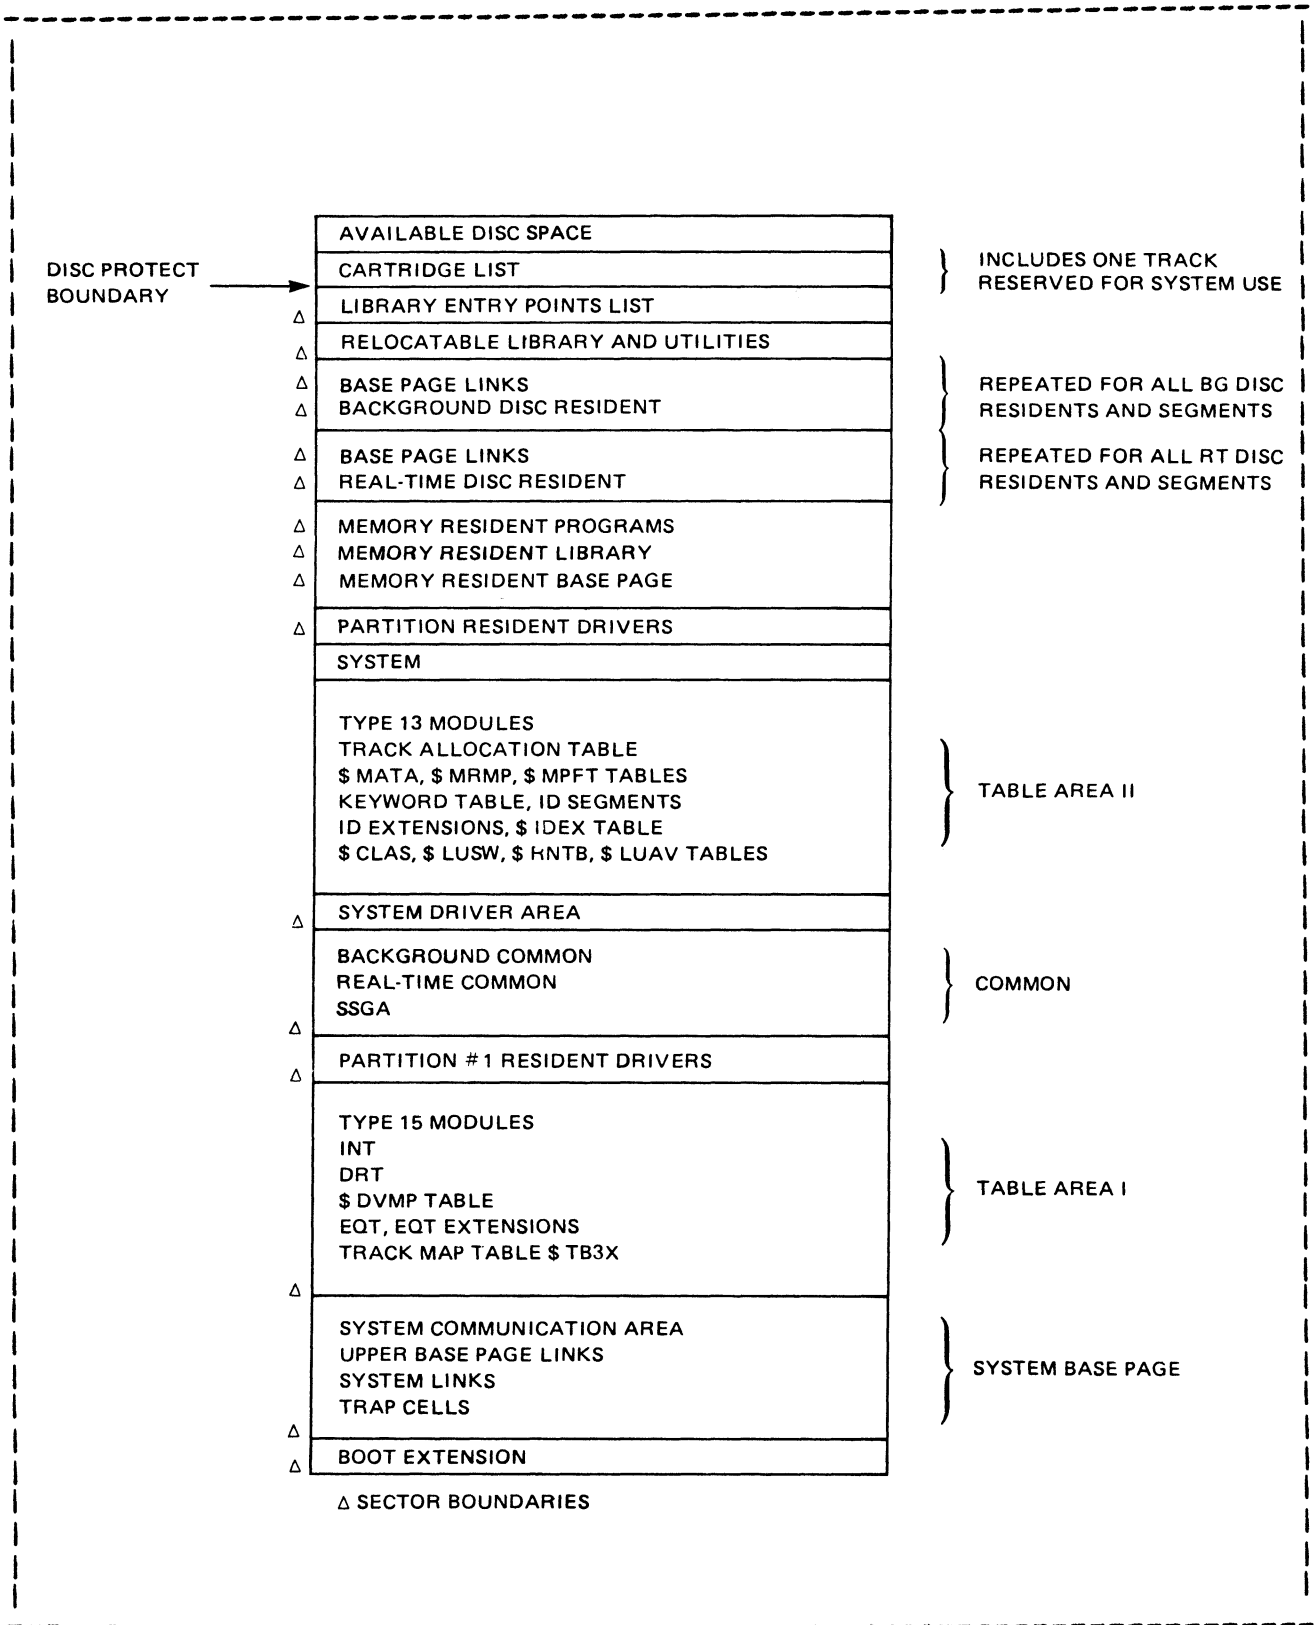 AVAILABLE DISC SPACE
DISC PROTECT
BOUNDARY
CARTRIDGE LIST
INCLUDES ONE TRACK
RESERVED FOR SYSTEM USE
Δ LIBRARY ENTRY POINTS LIST
Δ RELOCATABLE LIBRARY AND UTILITIES
Δ BASE PAGE LINKS
Δ BACKGROUND DISC RESIDENT
REPEATED FOR ALL BG DISC
RESIDENTS AND SEGMENTS
Δ BASE PAGE LINKS
Δ REAL-TIME DISC RESIDENT
REPEATED FOR ALL RT DISC
RESIDENTS AND SEGMENTS
Δ MEMORY RESIDENT PROGRAMS
Δ MEMORY RESIDENT LIBRARY
Δ MEMORY RESIDENT BASE PAGE
Δ PARTITION RESIDENT DRIVERS
SYSTEM
TYPE 13 MODULES
TRACK ALLOCATION TABLE
$ MATA, $ MRMP, $ MPFT TABLES
KEYWORD TABLE, ID SEGMENTS
ID EXTENSIONS, $ IDEX TABLE
$ CLAS, $ LUSW, $ RNTB, $ LUAV TABLES
TABLE AREA II
Δ SYSTEM DRIVER AREA
BACKGROUND COMMON
REAL-TIME COMMON
SSGA
Δ
COMMON
PARTITION #1 RESIDENT DRIVERS
Δ
TYPE 15 MODULES
INT
DRT
$ DVMP TABLE
EQT, EQT EXTENSIONS
TRACK MAP TABLE $ TB3X
Δ
TABLE AREA I
SYSTEM COMMUNICATION AREA
UPPER BASE PAGE LINKS
SYSTEM LINKS
TRAP CELLS
Δ
SYSTEM BASE PAGE
Δ BOOT EXTENSION
Δ SECTOR BOUNDARIES